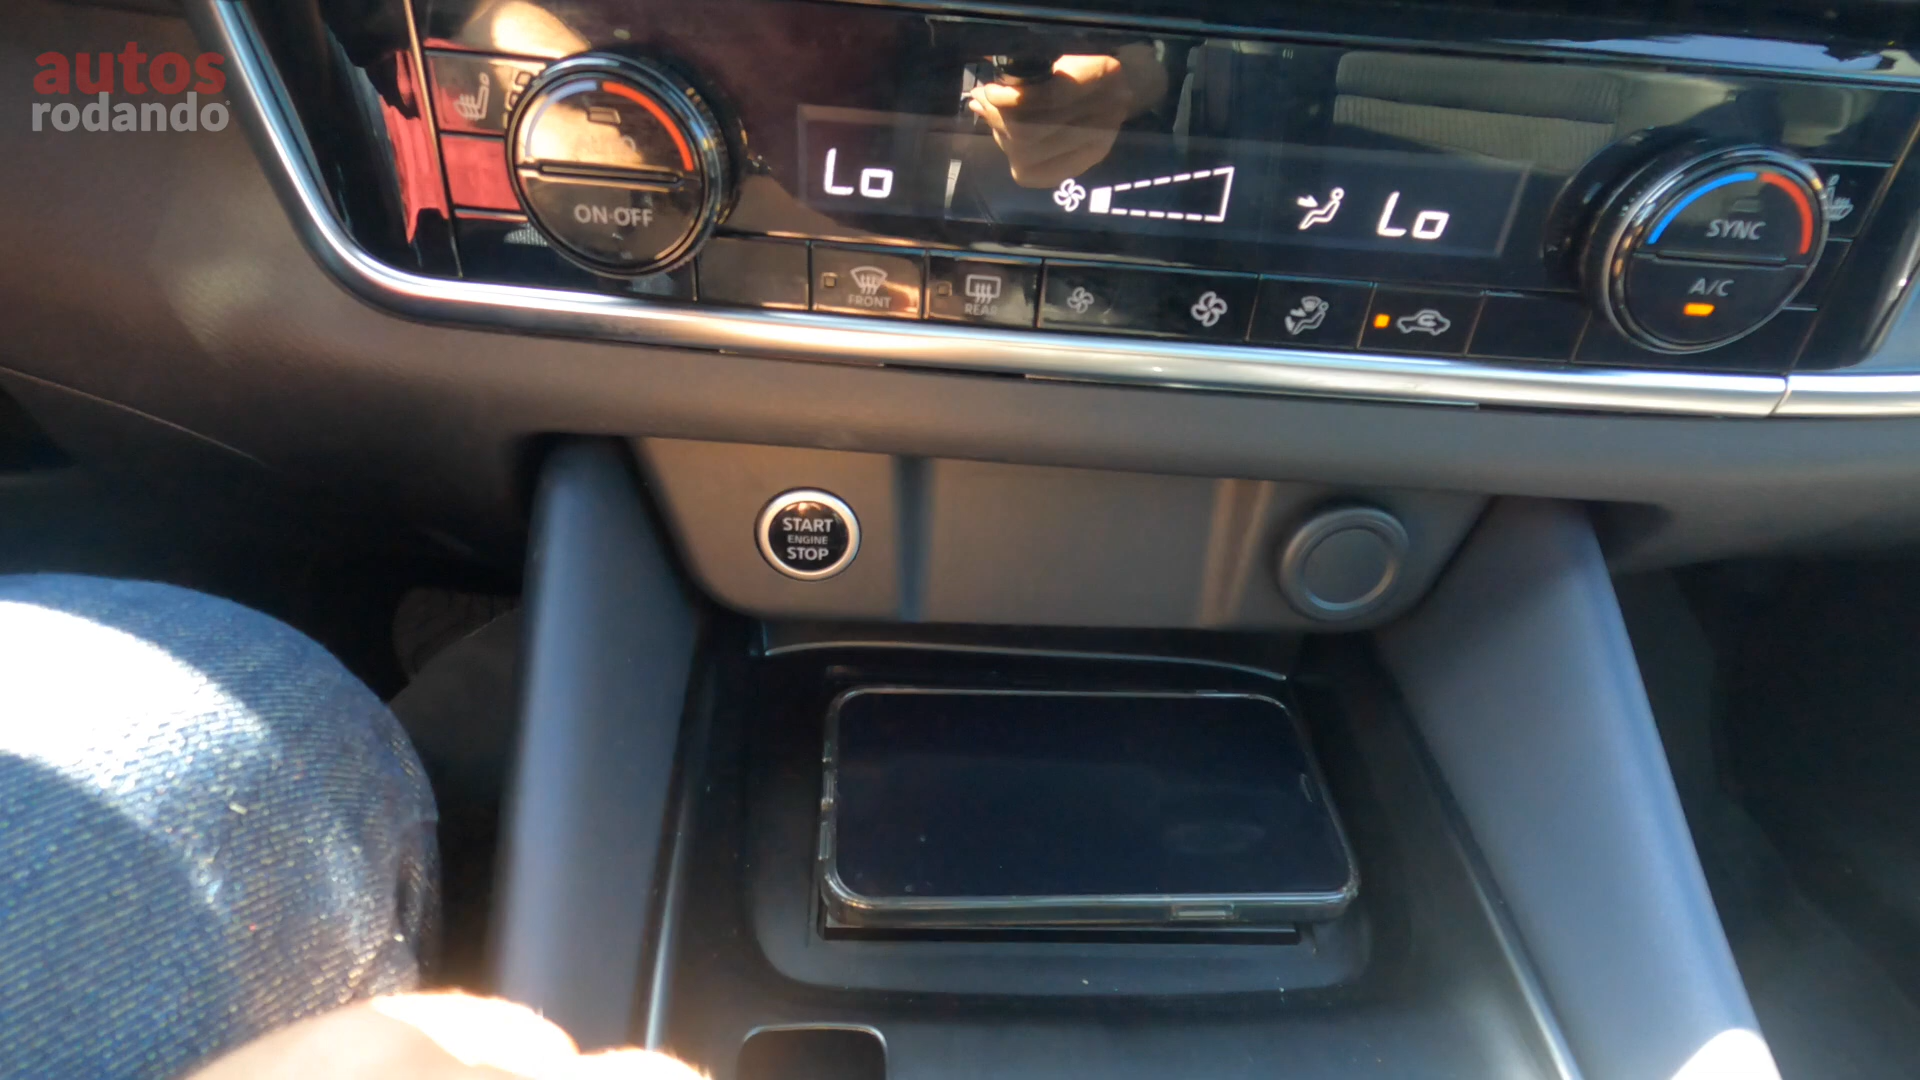 autos
rodando
ON·OFF
Lo
Lo
SYNC
A/C
FRONT
REAR
START
ENGINE
STOP